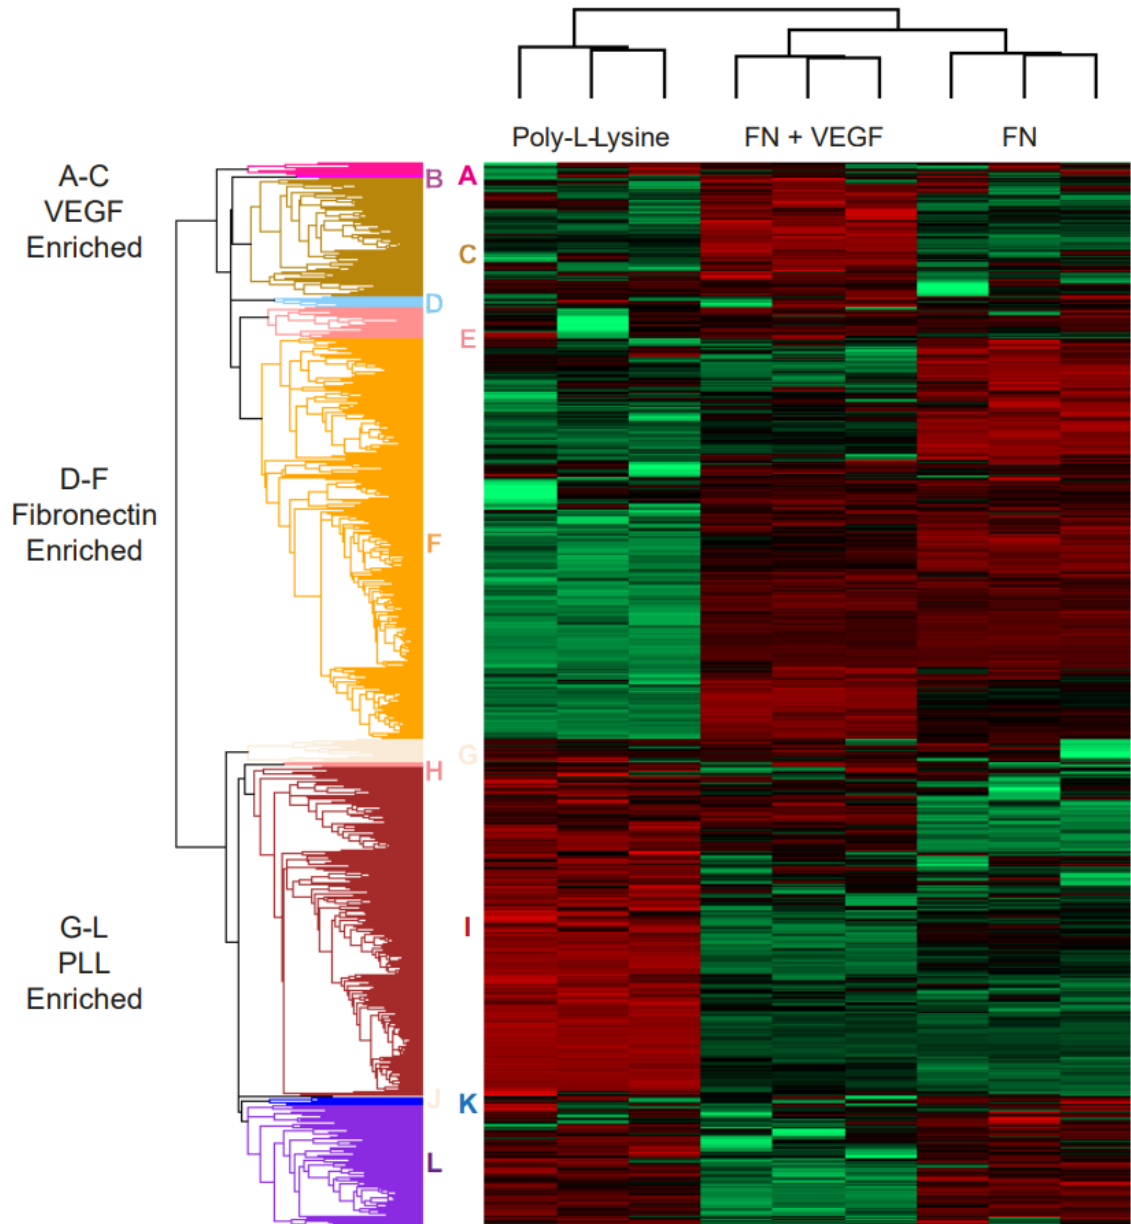 Poly-L-Lysine
FN + VEGF
FN
A-C
VEGF
Enriched
B
A
C
D
E
D-F
Fibronectin
Enriched
F
G
H
G-L
PLL
Enriched
I
J
K
L